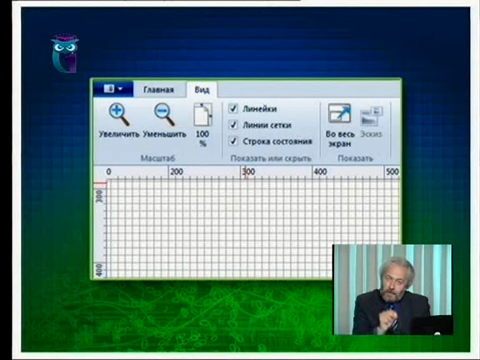 Главная Вид
Увеличить Уменьшить 100 %
Масштаб
Линейки
Линии сетки
Строка состояния
Показать или скрыть
Во весь экран
Эскиз
Показать
0 200 300 400 500
300
400